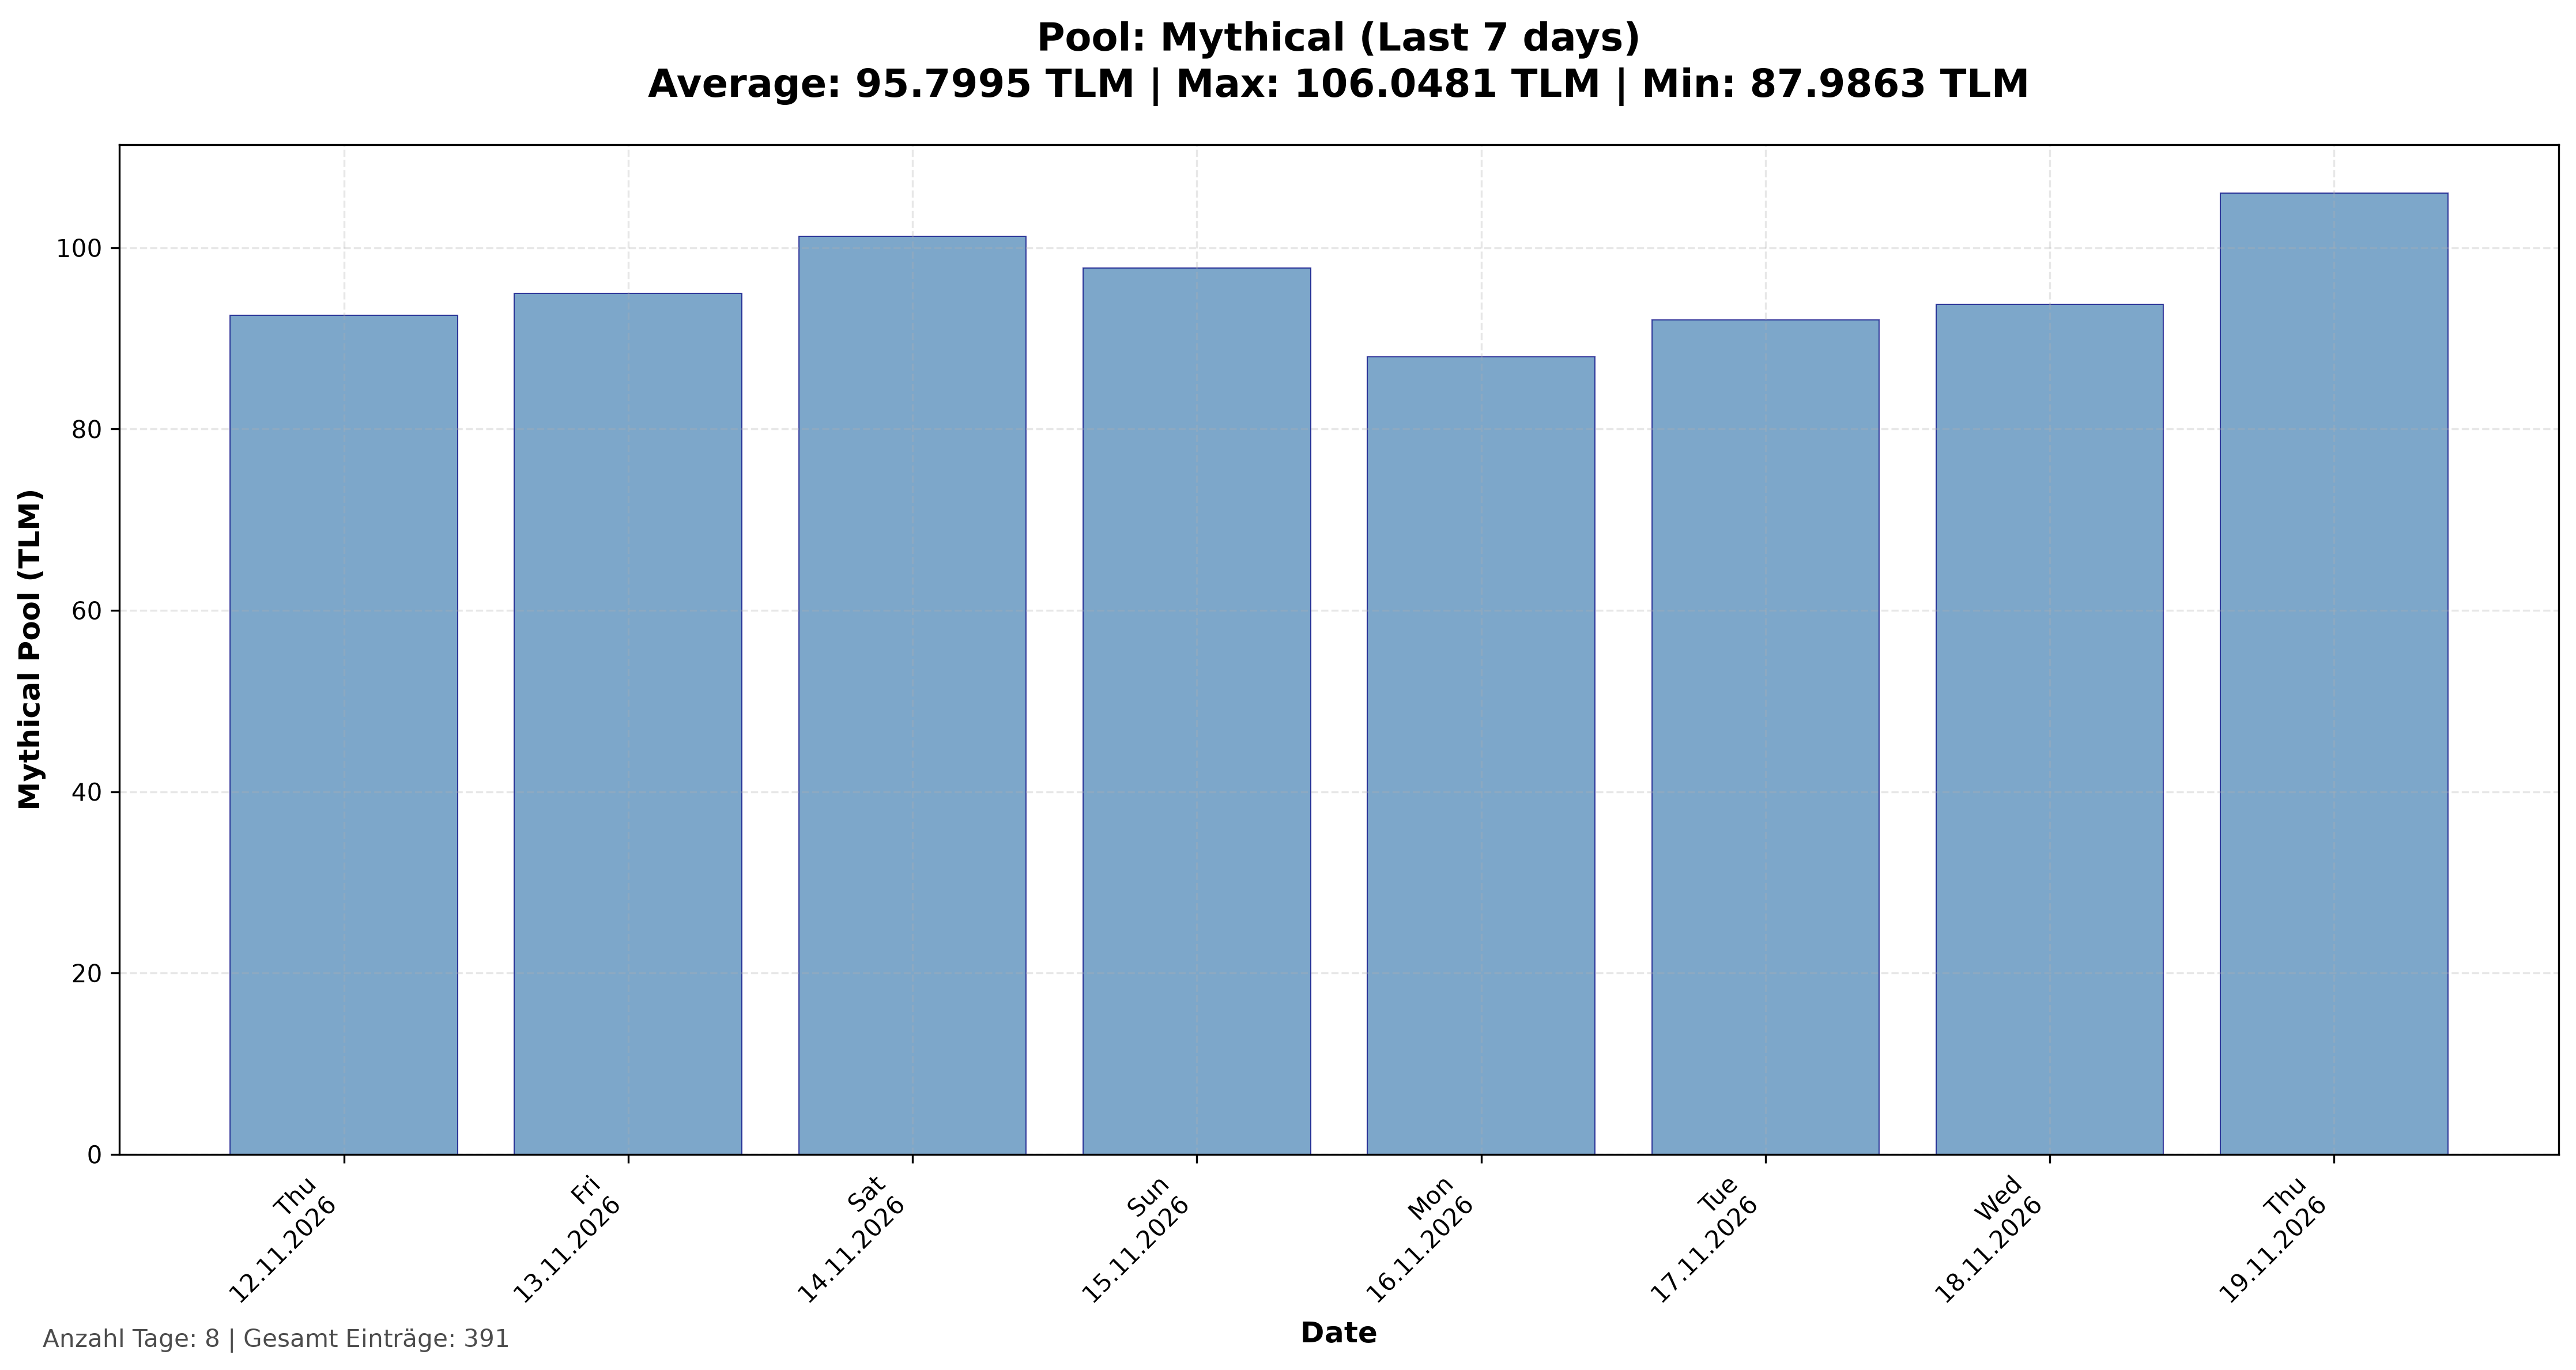 Pool: Mythical (Last 7 days)
Average: 95.7995 TLM | Max: 106.0481 TLM | Min: 87.9863 TLM
Mythical Pool (TLM)
100
80
60
40
20
0
Thu
12.11.2026
Fri
13.11.2026
Sat
14.11.2026
Sun
15.11.2026
Mon
16.11.2026
Tue
17.11.2026
Wed
18.11.2026
Thu
19.11.2026
Date
Anzahl Tage: 8 | Gesamt Einträge: 391